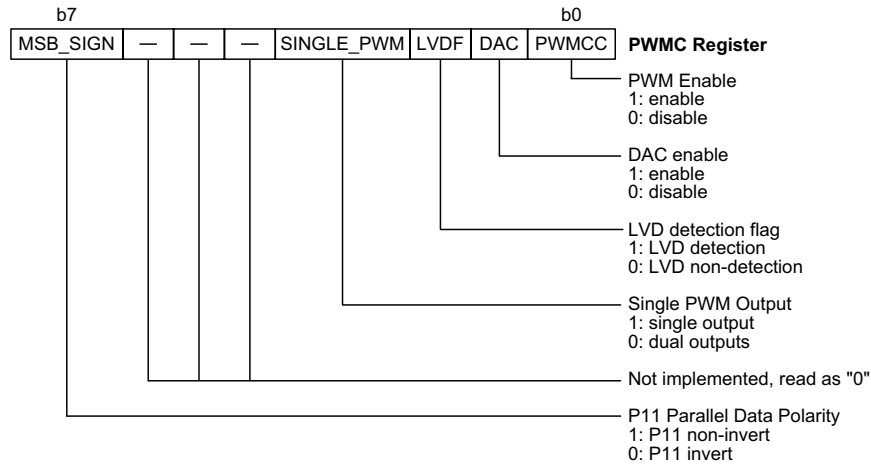 b7 b0
MSB_SIGN — — — SINGLE_PWM LVDF DAC PWMCC PWMC Register
PWM Enable
1: enable
0: disable
DAC enable
1: enable
0: disable
LVD detection flag
1: LVD detection
0: LVD non-detection
Single PWM Output
1: single output
0: dual outputs
Not implemented, read as "0"
P11 Parallel Data Polarity
1: P11 non-invert
0: P11 invert